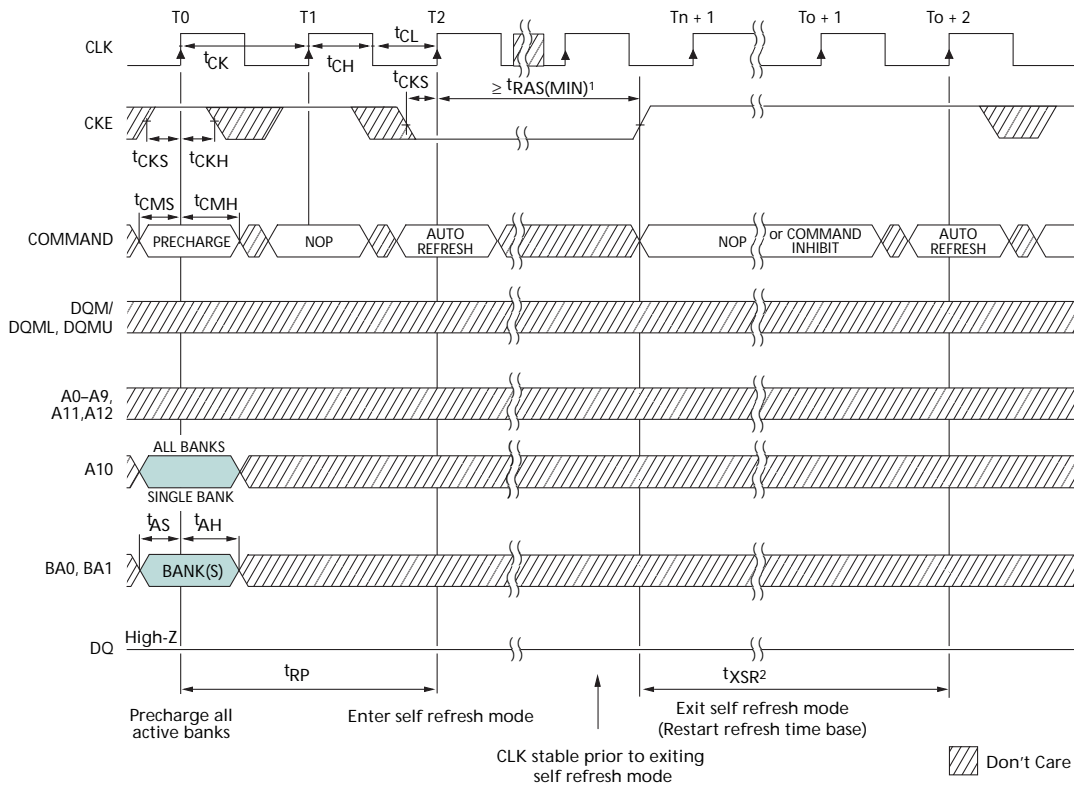 T0 T1 T2 Tn + 1 To + 1 To + 2
CLK
tCK tCH tCL
tCKS ≥ tRAS(MIN)1
CKE
tCKS tCKH
tCMS tCMH
COMMAND PRECHARGE NOP AUTO REFRESH NOP or COMMAND INHIBIT AUTO REFRESH
DQM/
DQML, DQMU
A0–A9,
A11,A12
ALL BANKS
A10
SINGLE BANK
tAS tAH
BA0, BA1 BANK(S)
High-Z
DQ
tRP tXSR2
Precharge all
active banks
Enter self refresh mode
Exit self refresh mode
(Restart refresh time base)
CLK stable prior to exiting
self refresh mode
Don't Care